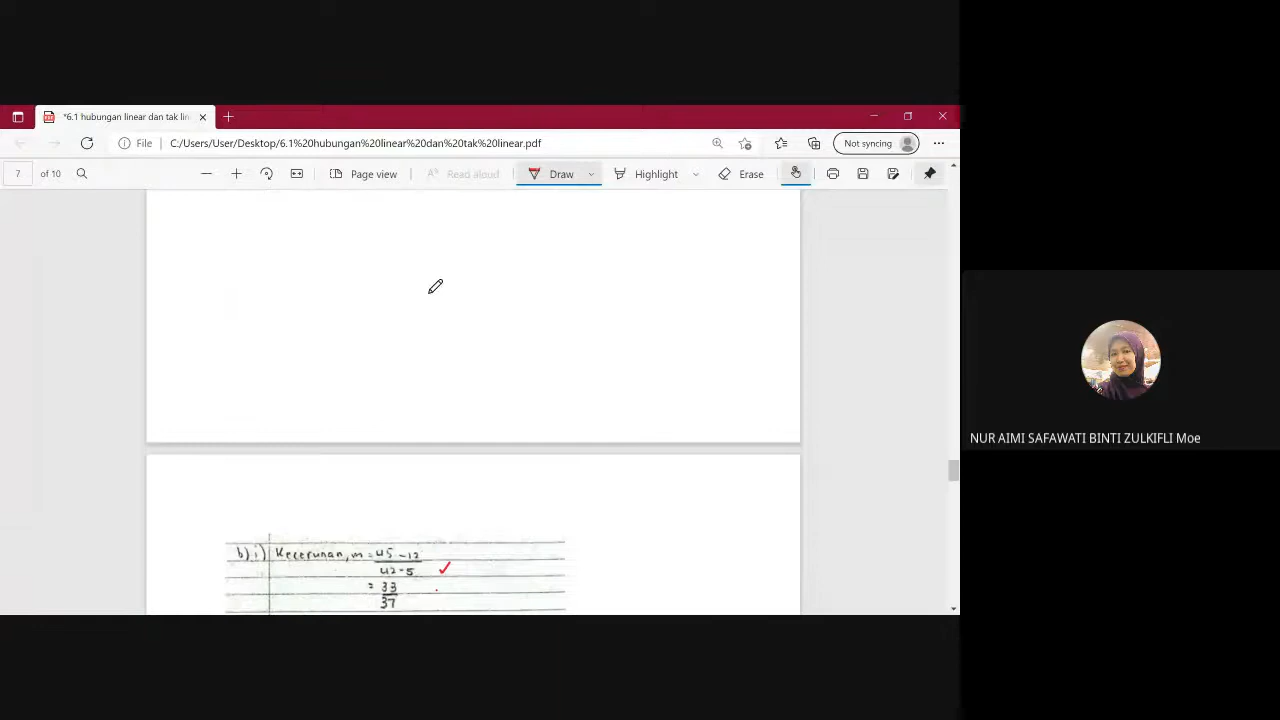 *6.1 hubungan linear dan tak lin
File
C:/Users/User/Desktop/6.1%20hubungan%20linear%20dan%20tak%20linear.pdf
Not syncing
7 of 10
Page view
Read aloud
Draw
Highlight
Erase
b) i) Kecerunan, m = 45 - 12
42 - 5
= 33
37
NUR AIMI SAFAWATI BINTI ZULKIFLI Moe